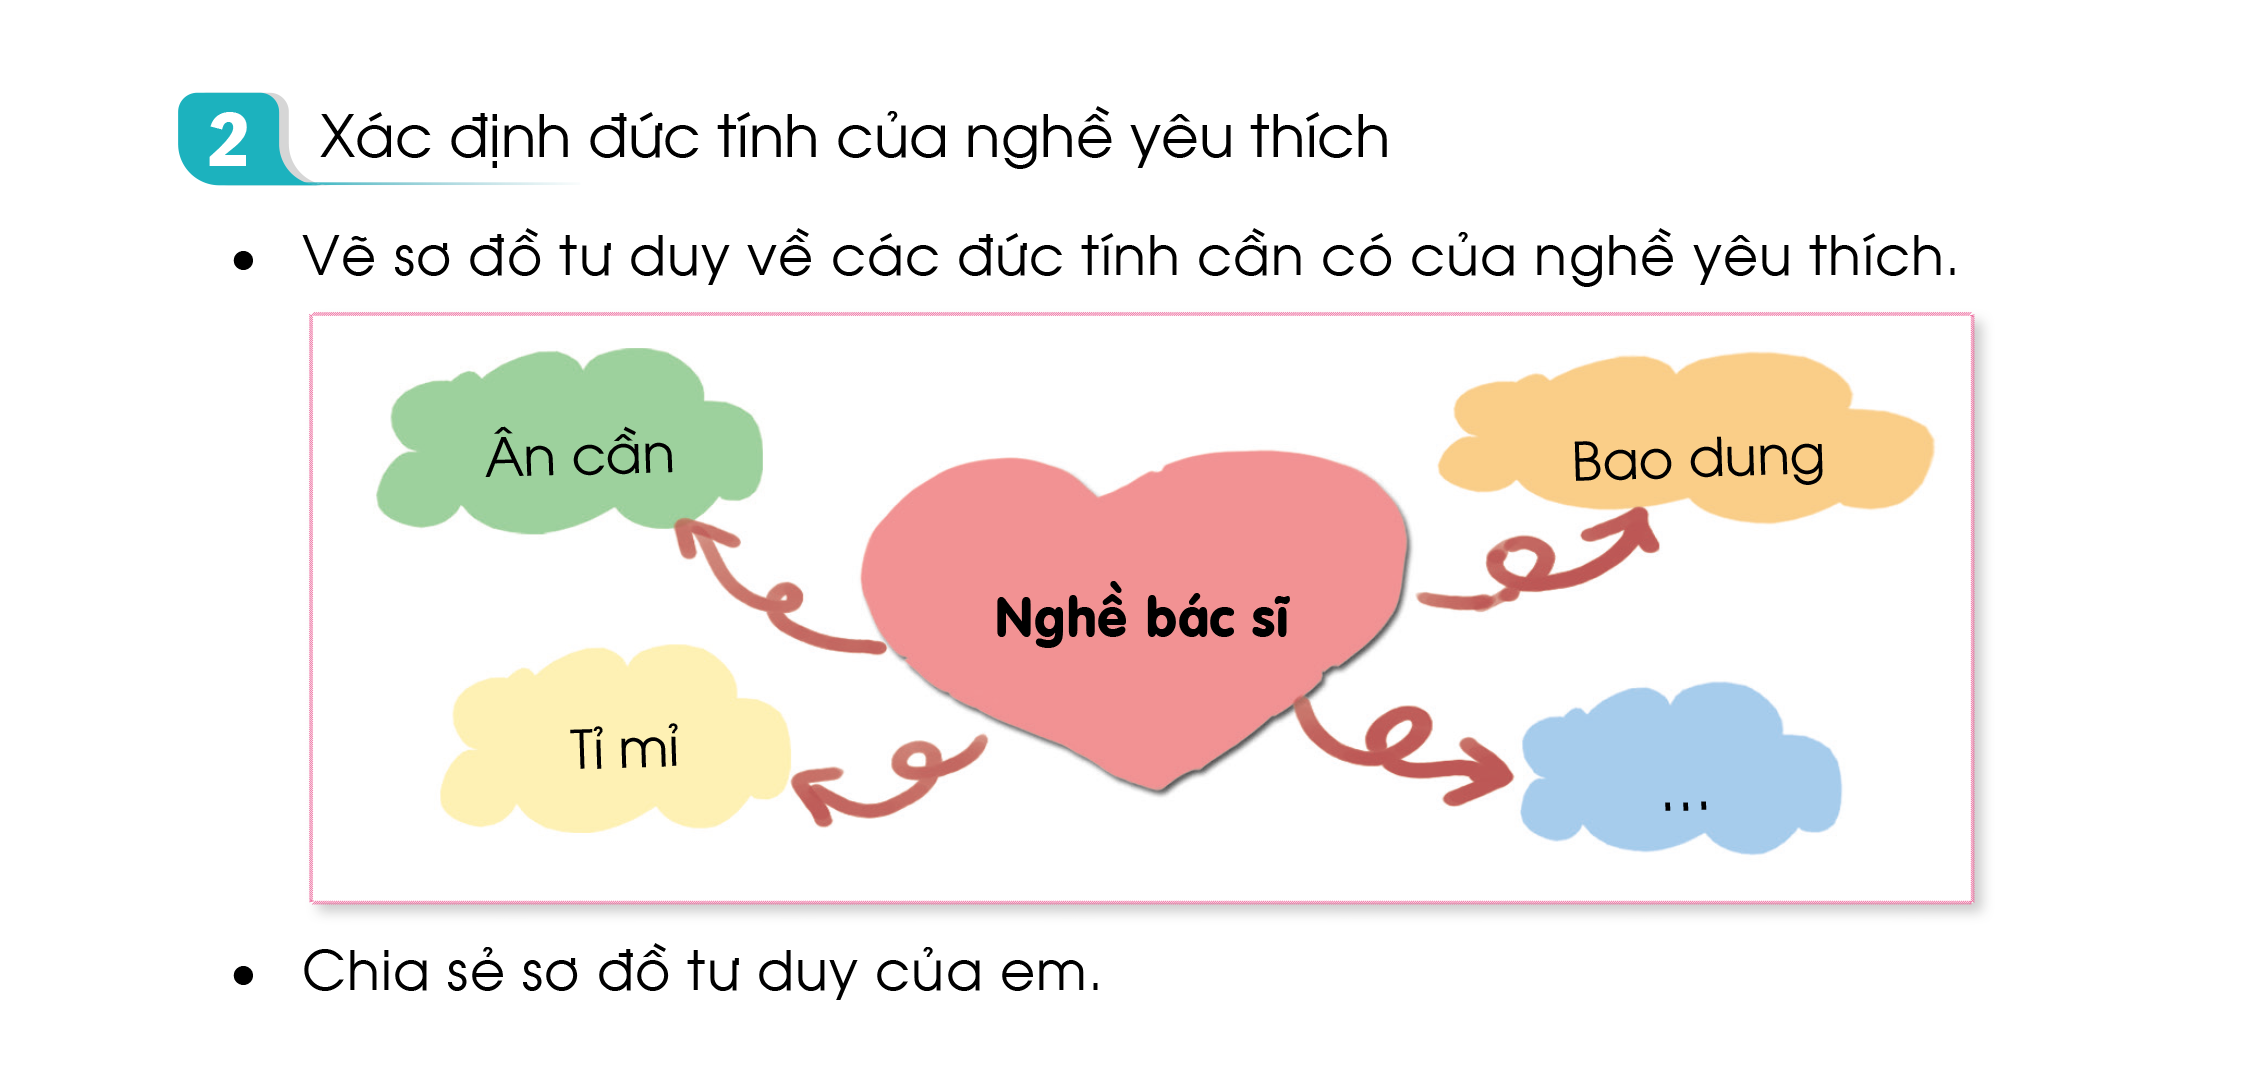 2 Xác định đức tính của nghề yêu thích
• Vẽ sơ đồ tư duy về các đức tính cần có của nghề yêu thích.
Ân cần
Bao dung
Nghề bác sĩ
Tỉ mỉ
...
• Chia sẻ sơ đồ tư duy của em.